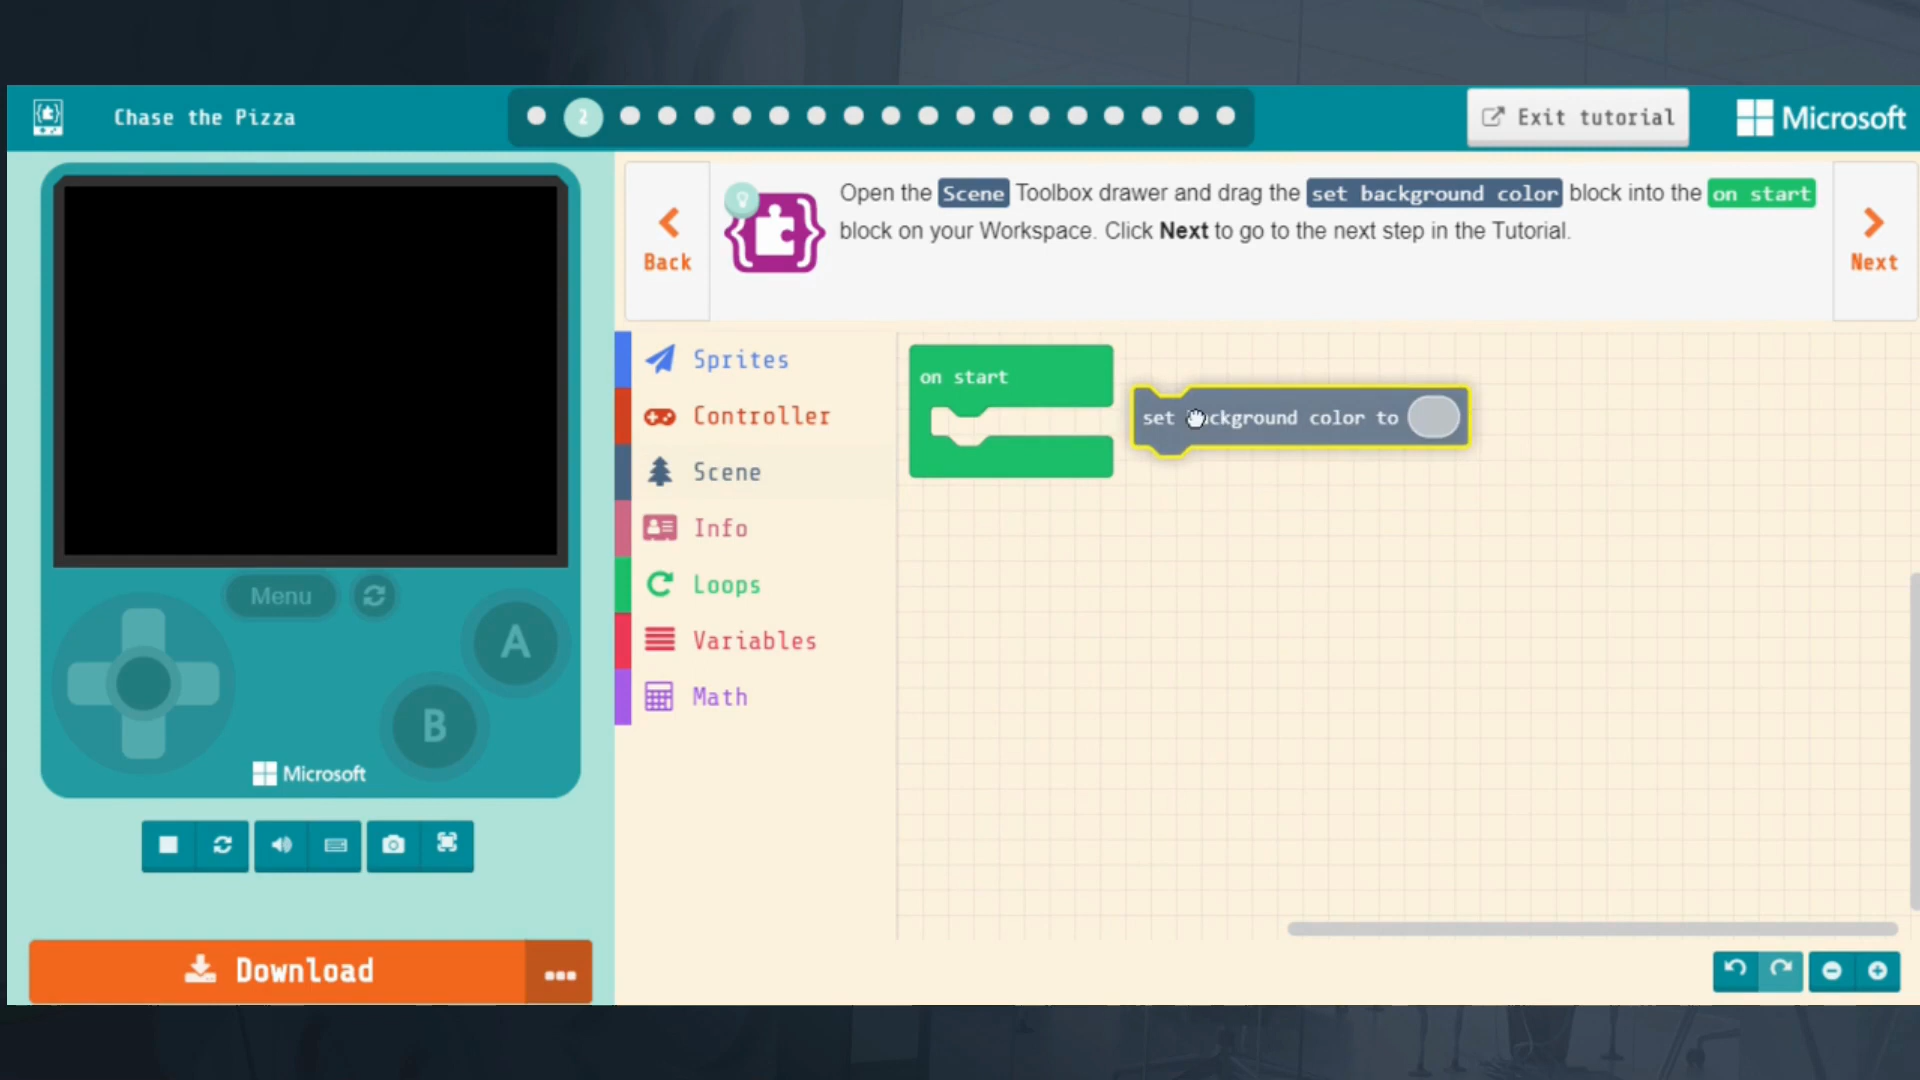 Chase the Pizza
2
Exit tutorial
Microsoft
Back
Open the Scene Toolbox drawer and drag the set background color block into the on start
block on your Workspace. Click Next to go to the next step in the Tutorial.
Next
Sprites
Controller
Scene
Info
Loops
Variables
Math
on start
set background color to
Menu
A
B
Microsoft
Download